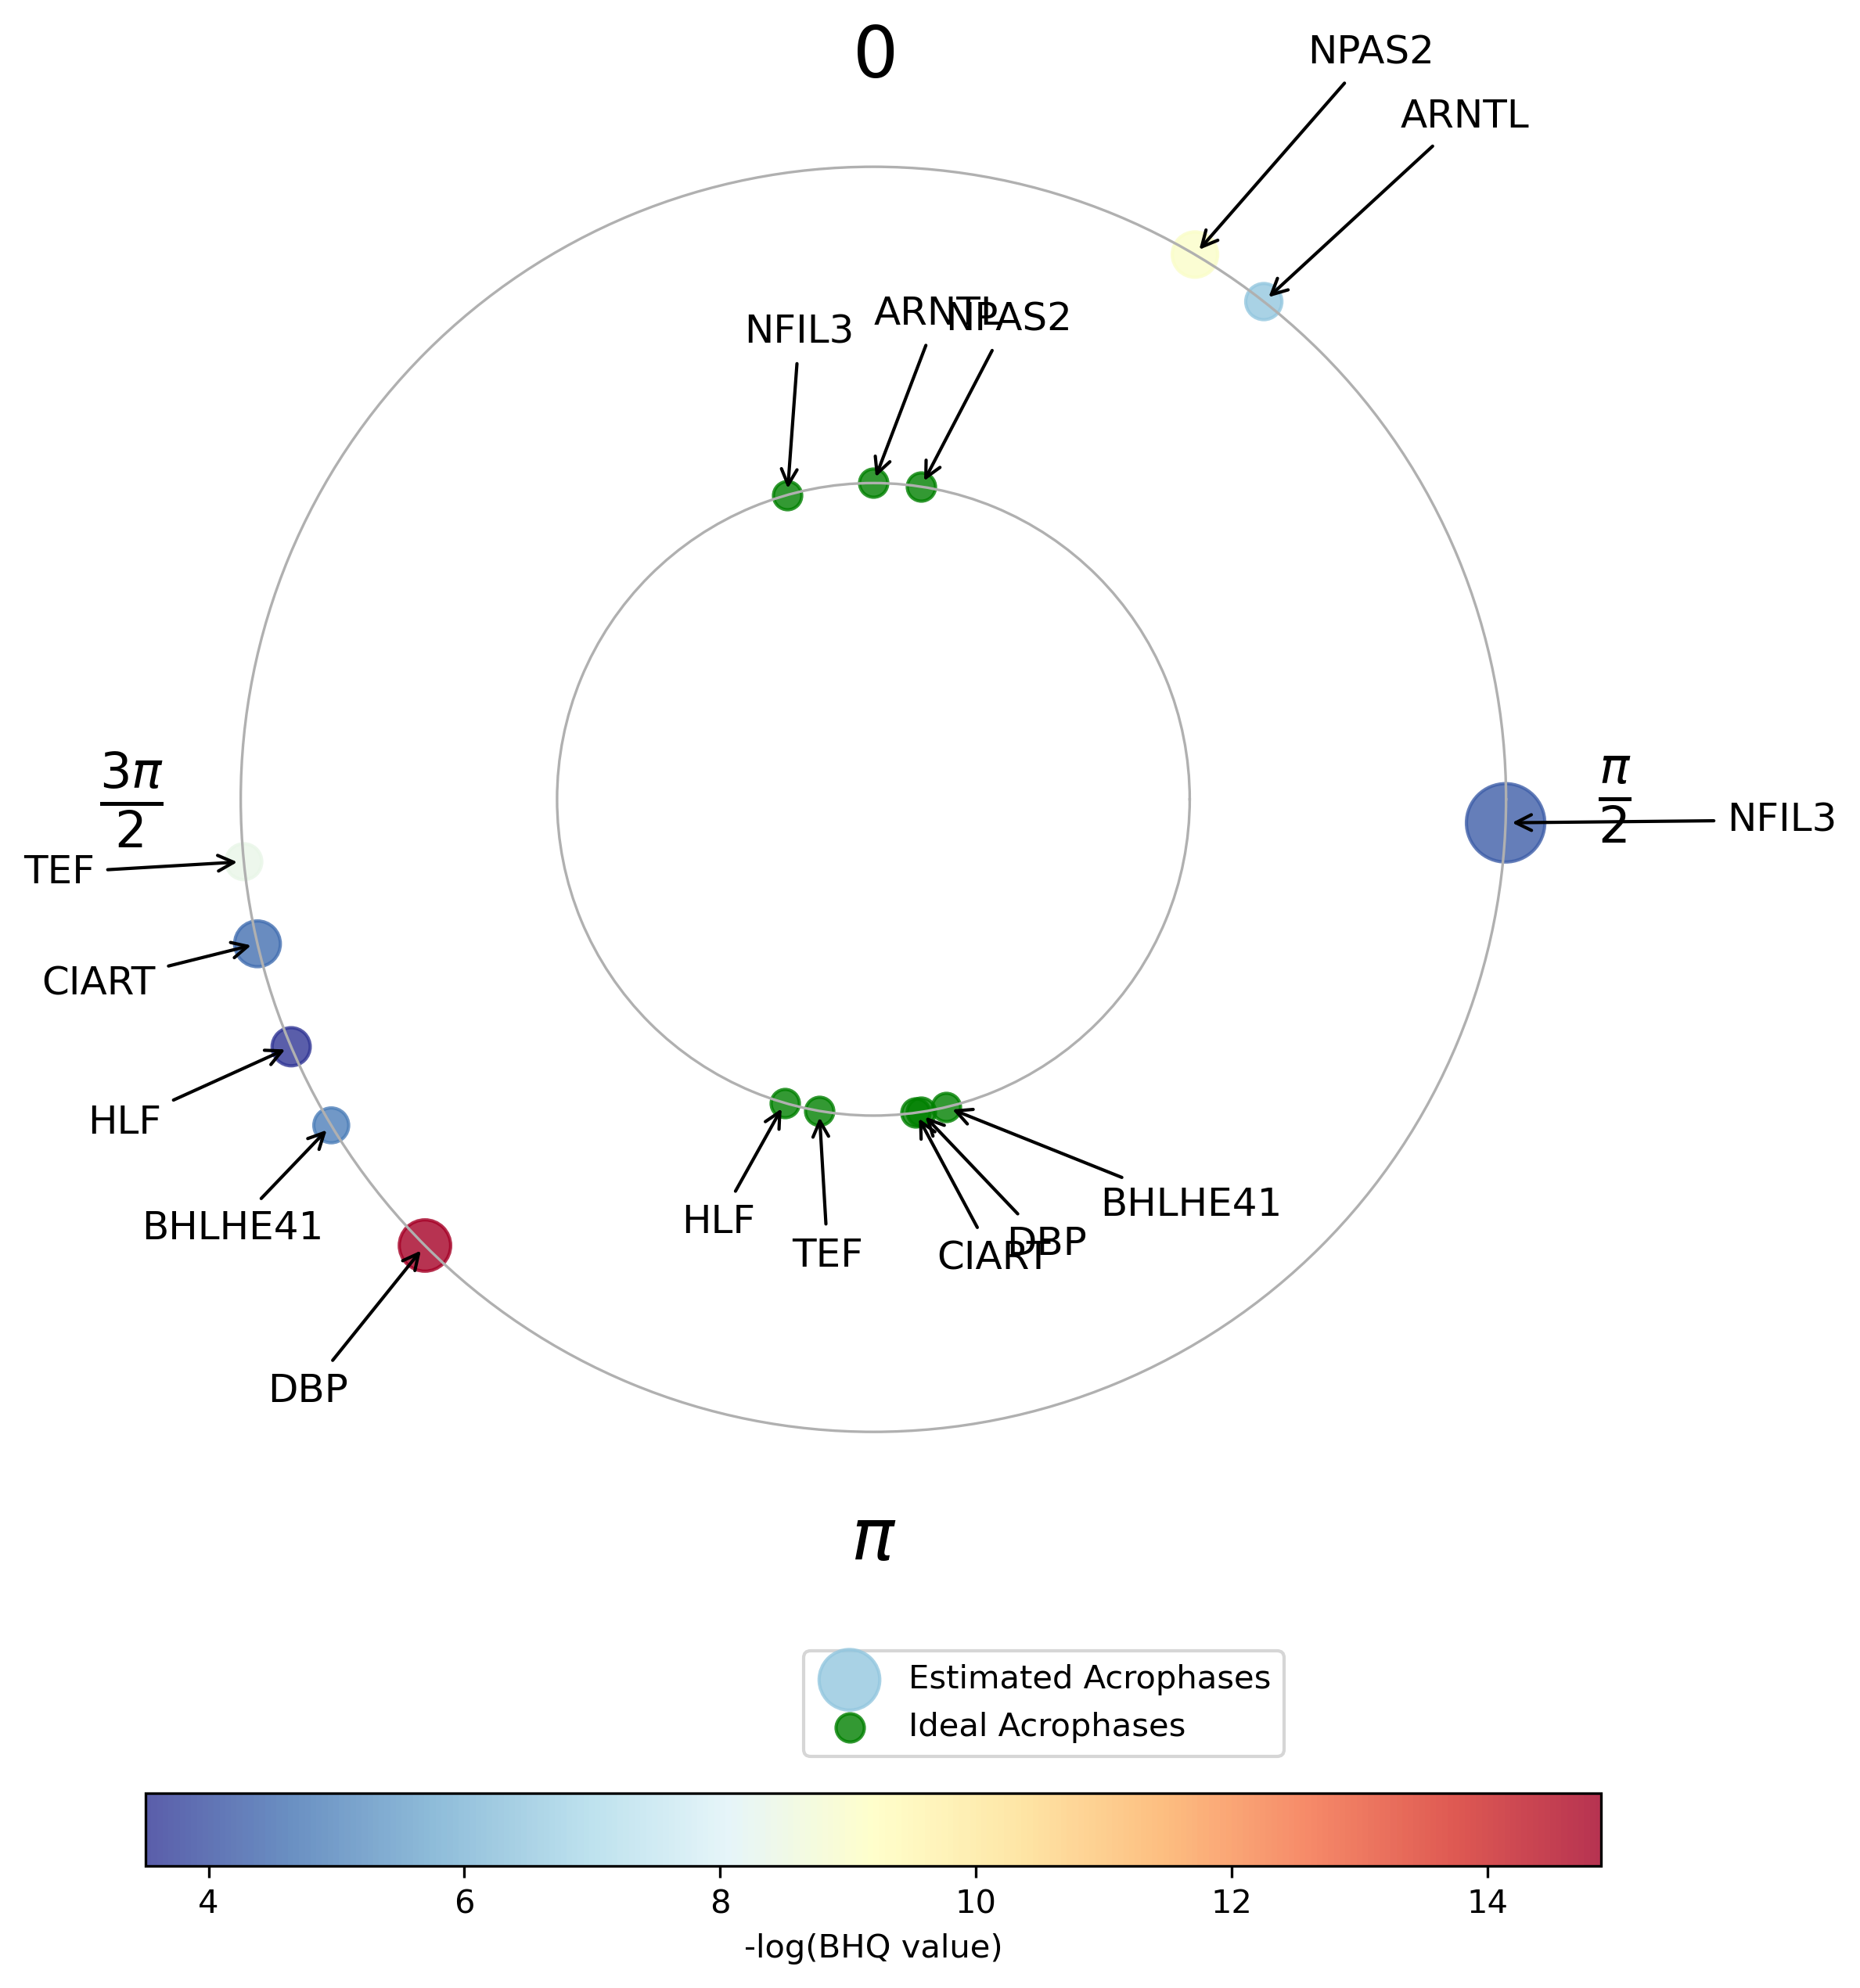 0
NPAS2
ARNTL
ARNTL
NPAS2
NFIL3
3π
2
π
2
NFIL3
TEF
CIART
HLF
BHLHE41
BHLHE41
HLF
TEF
DBP
CIART
DBP
π
Estimated Acrophases
Ideal Acrophases
4 6 8 10 12 14
-log(BHQ value)